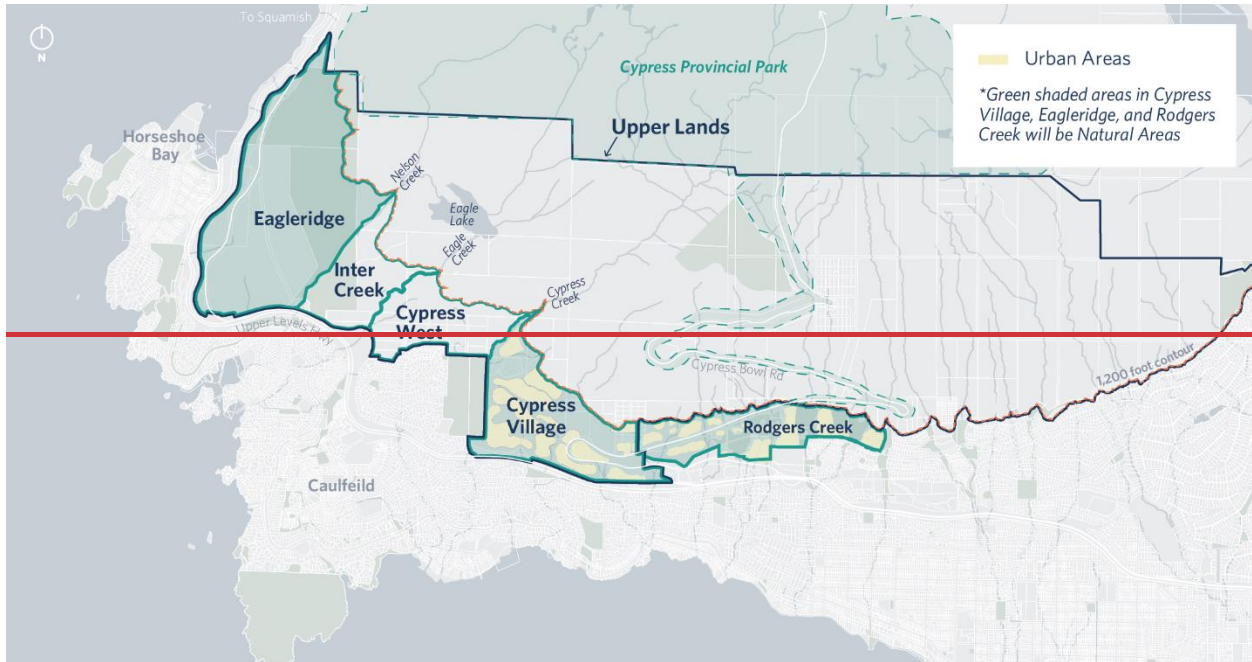 To Squamish
N
Cypress Provincial Park
Urban Areas
*Green shaded areas in Cypress
Village, Eagleridge, and Rodgers
Creek will be Natural Areas
Upper Lands
Horseshoe
Bay
Nelson
Creek
Eagle
Lake
Eagleridge
Eagle
Creek
Inter
Creek
Cypress
Creek
Cypress
West
Upper Levels Hwy
Cypress Bowl Rd
1,200 foot contour
Cypress
Village
Rodgers Creek
Caulfeild